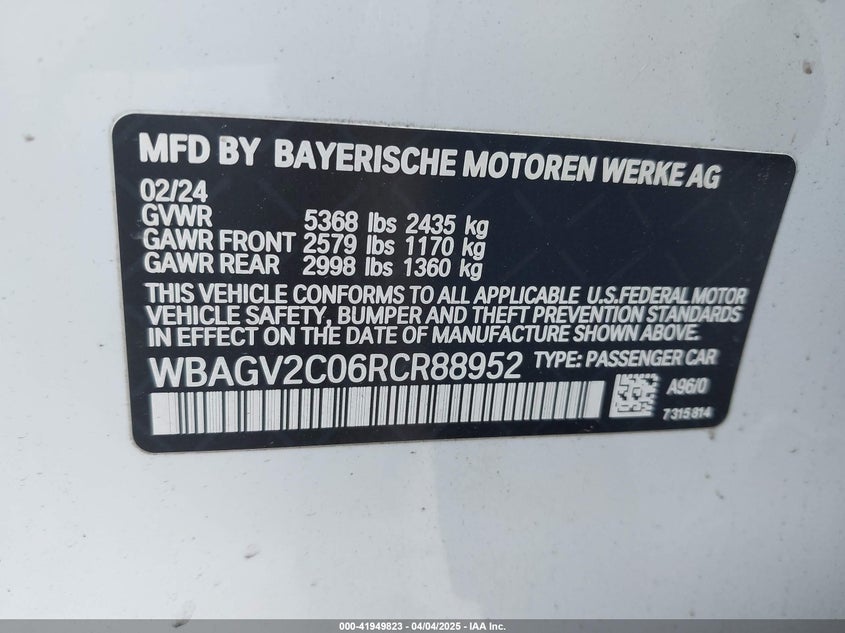 MFD BY BAYERISCHE MOTOREN WERKE AG
02/24
GVWR 5368 lbs 2435 kg
GAWR FRONT 2579 lbs 1170 kg
GAWR REAR 2998 lbs 1360 kg
THIS VEHICLE CONFORMS TO ALL APPLICABLE U.S.FEDERAL MOTOR
VEHICLE SAFETY, BUMPER AND THEFT PREVENTION STANDARDS
IN EFFECT ON THE DATE OF MANUFACTURE SHOWN ABOVE.
WBAGV2C06RCR88952 TYPE: PASSENGER CAR
A96/0
7315814
000-41949823 - 04/04/2025 - IAA Inc.